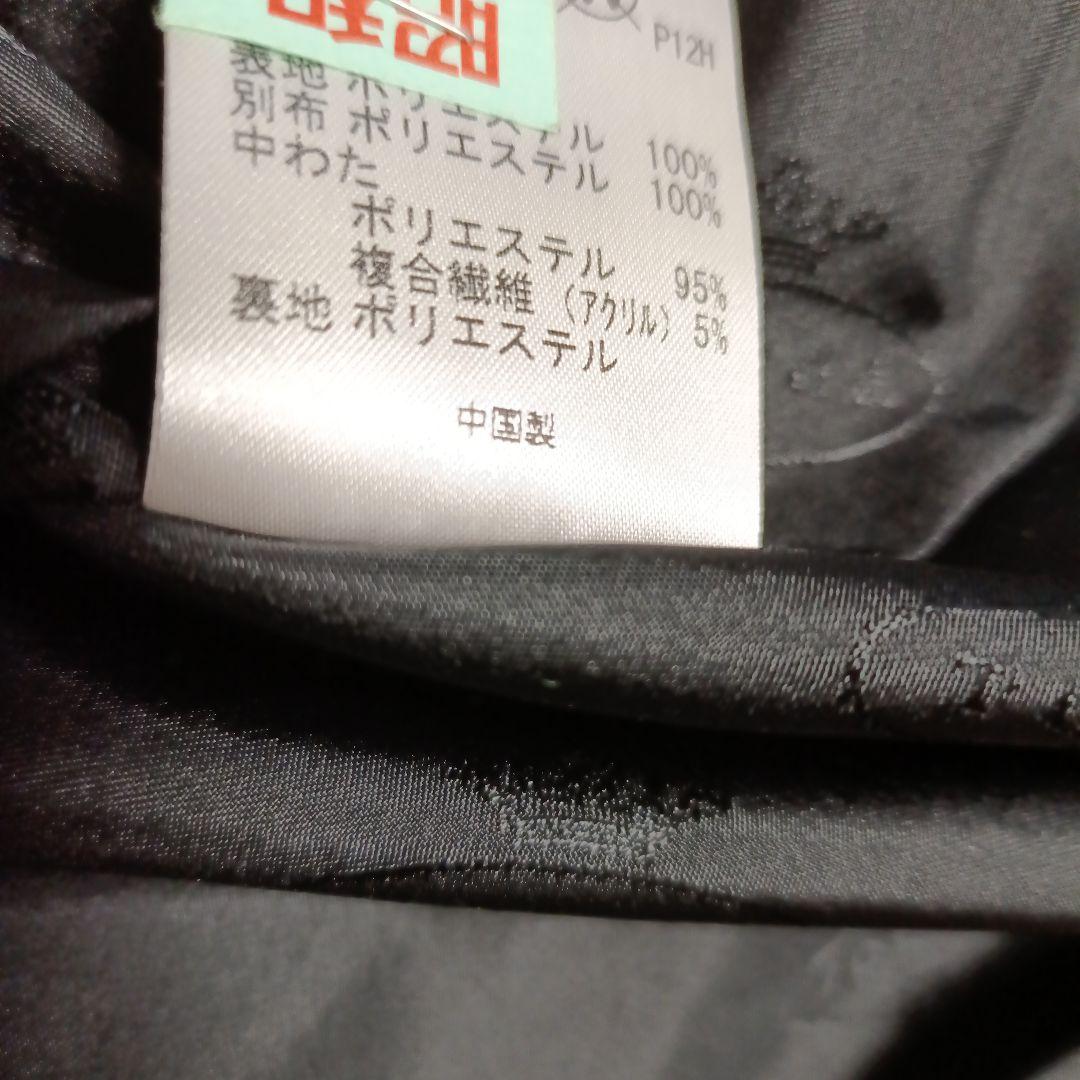 昭和
P12H
表地 ポリエステル 100%
別布 ポリエステル 100%
中わた
ポリエステル 95%
複合繊維(アクリル) 5%
裏地 ポリエステル
中国製